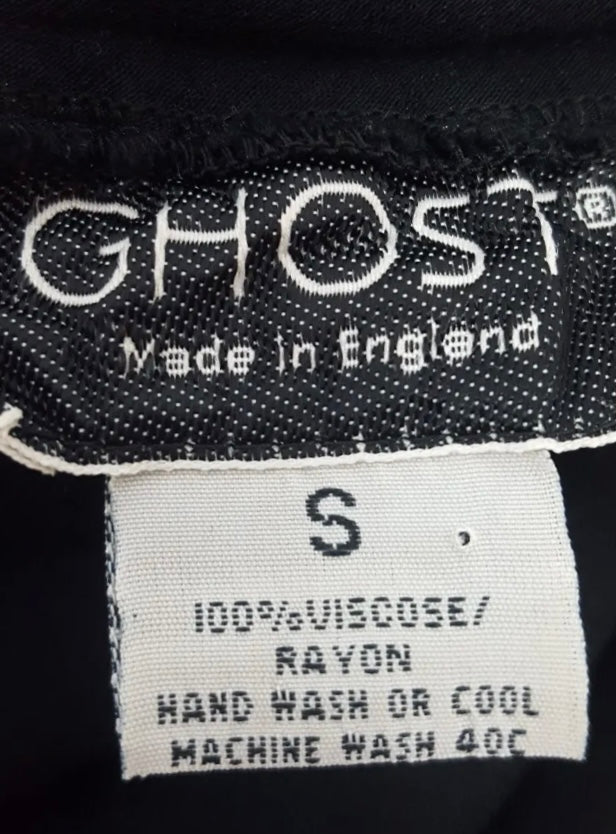 GHOST®
Made in England
S
100%VISCOSE/
RAYON
HAND WASH OR COOL
MACHINE WASH 40C